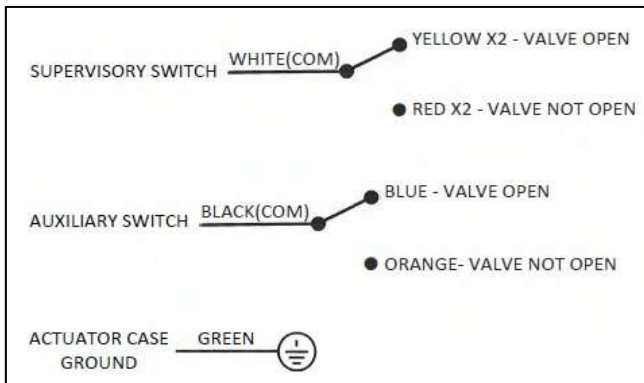 YELLOW X2 - VALVE OPEN
WHITE(COM)
SUPERVISORY SWITCH
RED X2 - VALVE NOT OPEN
BLUE - VALVE OPEN
BLACK(COM)
AUXILIARY SWITCH
ORANGE- VALVE NOT OPEN
ACTUATOR CASE GREEN
GROUND